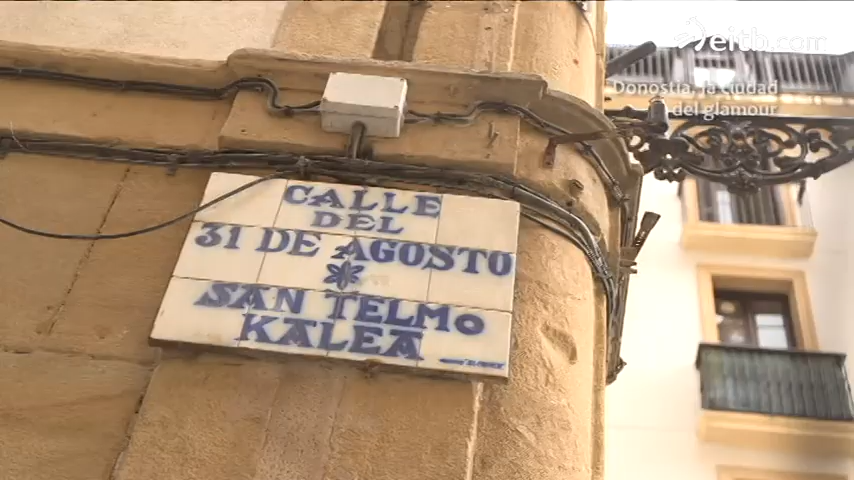 eitb.com
Donostia, la ciudad
del glamour
CALLE
DEL
31 DE AGOSTO
SAN TELMO
KALEA